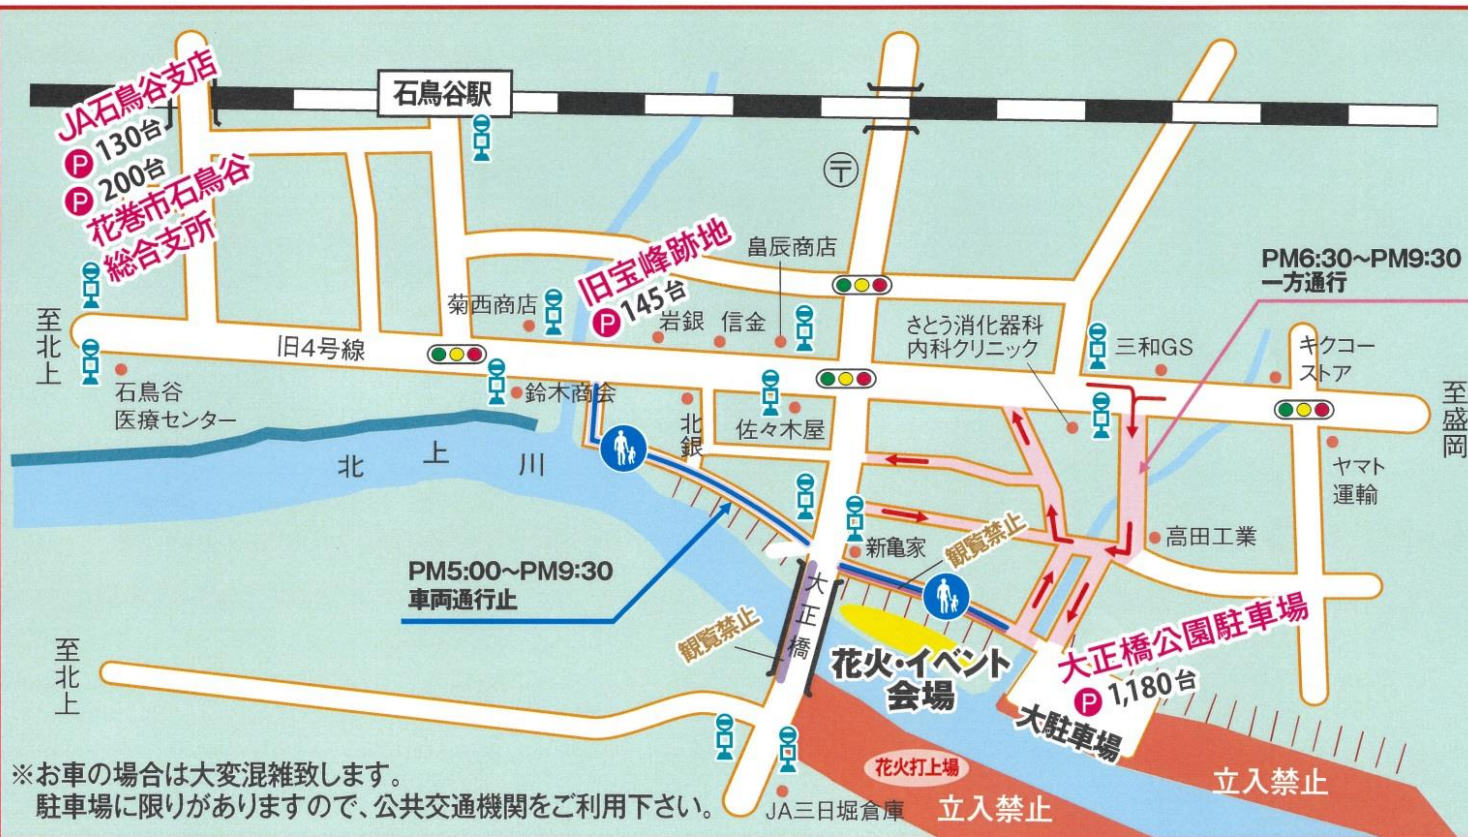 JA石鳥谷支店
P 130台
P 200台
花巻市石鳥谷
総合支所
石鳥谷駅
〒
旧宝峰跡地
P 145台
畠辰商店
PM6:30～PM9:30
一方通行
菊西商店
岩銀
信金
さとう消化器科
内科クリニック
三和GS
キクコー
ストア
至北上
旧4号線
至盛岡
石鳥谷
医療センター
鈴木商会
北銀
佐々木屋
ヤマト
運輸
北上川
新亀家
観覧禁止
高田工業
PM5:00～PM9:30
車両通行止
大正橋
観覧禁止
花火・イベント
会場
大正橋公園駐車場
P 1,180台
大駐車場
至北上
花火打上場
立入禁止
立入禁止
JA三日堀倉庫
※お車の場合は大変混雑致します。
駐車場に限りがありますので、公共交通機関をご利用下さい。